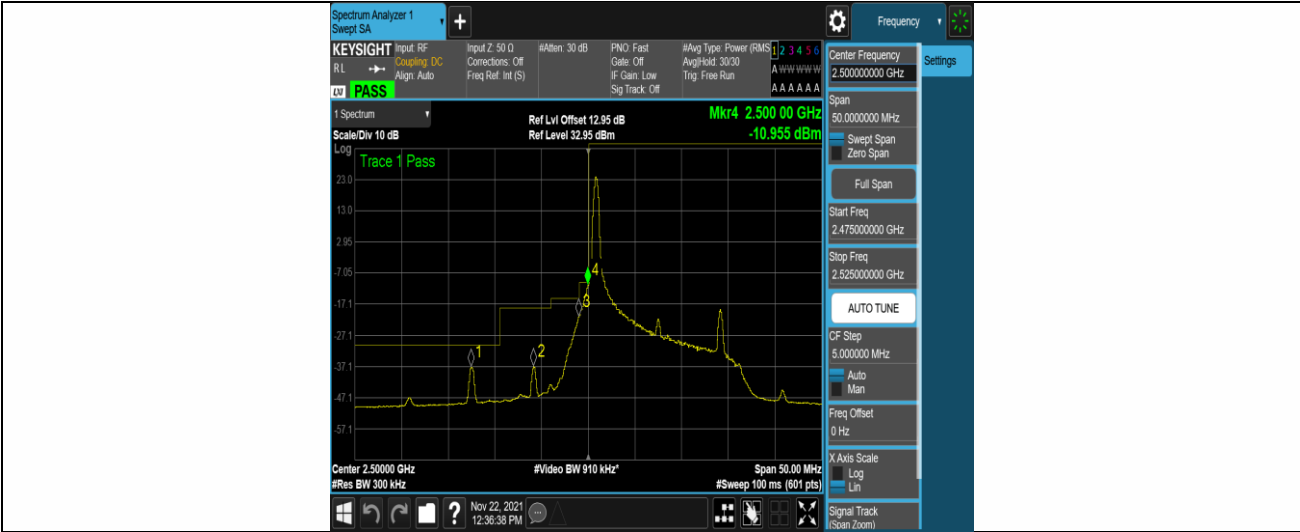 Spectrum Analyzer 1
Swept SA
+
Frequency
KEYSIGHT
RL
Input: RF
Coupling: DC
Align: Auto
Input Z: 50 Ω
Corrections: Off
Freq Ref: Int (S)
#Atten: 30 dB
PNO: Fast
Gate: Off
IF Gain: Low
Sig Track: Off
#Avg Type: Power (RMS
Avg|Hold: 30/30
Trig: Free Run
1 2 3 4 5 6
A W W W W W
A A A A A A
LXI
PASS
1 Spectrum
Scale/Div 10 dB
Ref Lvl Offset 12.95 dB
Ref Level 32.95 dBm
Mkr4 2.500 00 GHz
-10.955 dBm
Log
Trace 1 Pass
23.0
13.0
2.95
-7.05
-17.1
-27.1
-37.1
-47.1
-57.1
1
2
3
4
Center 2.50000 GHz
#Res BW 300 kHz
#Video BW 910 kHz*
Span 50.00 MHz
#Sweep 100 ms (601 pts)
?
Nov 22, 2021
12:36:38 PM
Center Frequency
2.500000000 GHz
Settings
Span
50.0000000 MHz
Swept Span
Zero Span
Full Span
Start Freq
2.475000000 GHz
Stop Freq
2.525000000 GHz
AUTO TUNE
CF Step
5.000000 MHz
Auto
Man
Freq Offset
0 Hz
X Axis Scale
Log
Lin
Signal Track
(Span Zoom)